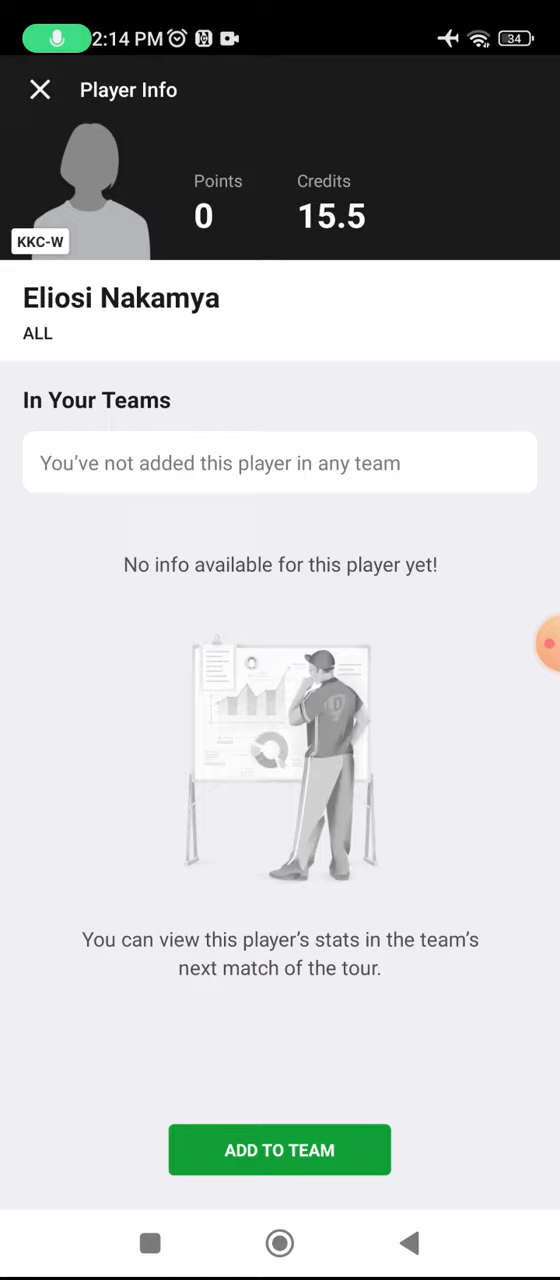 2:14 PM
34
Player Info
Points
Credits
0
15.5
KKC-W
Eliosi Nakamya
ALL
In Your Teams
You’ve not added this player in any team
No info available for this player yet!
D
You can view this player’s stats in the team’s
next match of the tour.
ADD TO TEAM